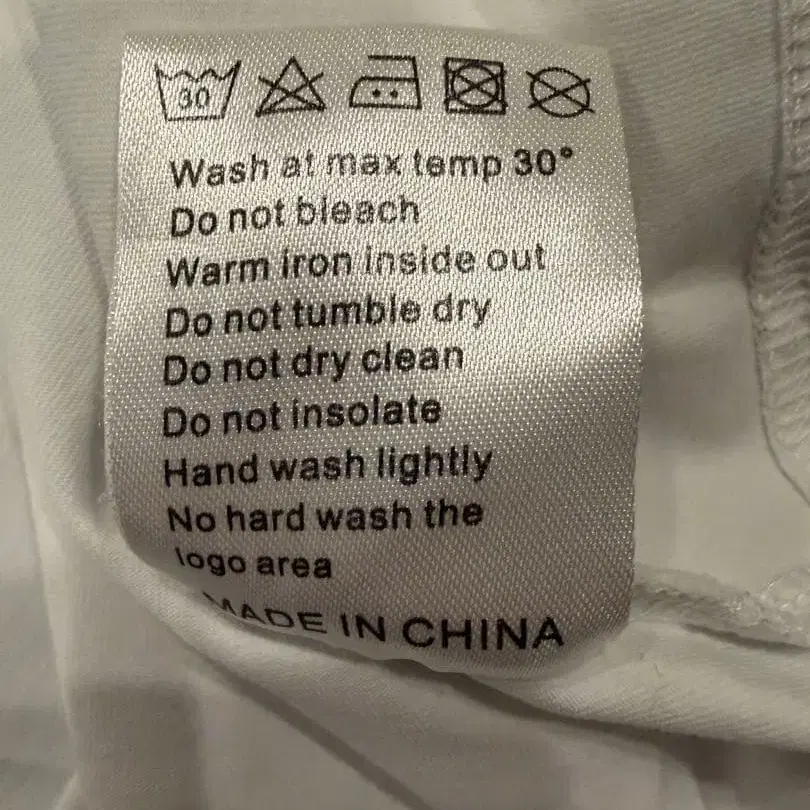 30
Wash at max temp 30°
Do not bleach
Warm iron inside out
Do not tumble dry
Do not dry clean
Do not insolate
Hand wash lightly
No hard wash the
logo area
MADE IN CHINA